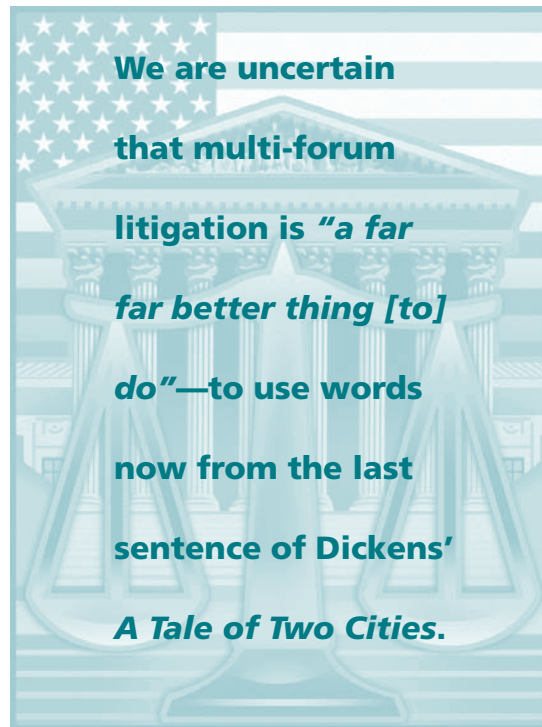 We are uncertain
that multi-forum
litigation is “a far
far better thing [to]
do”—to use words
now from the last
sentence of Dickens’
A Tale of Two Cities.